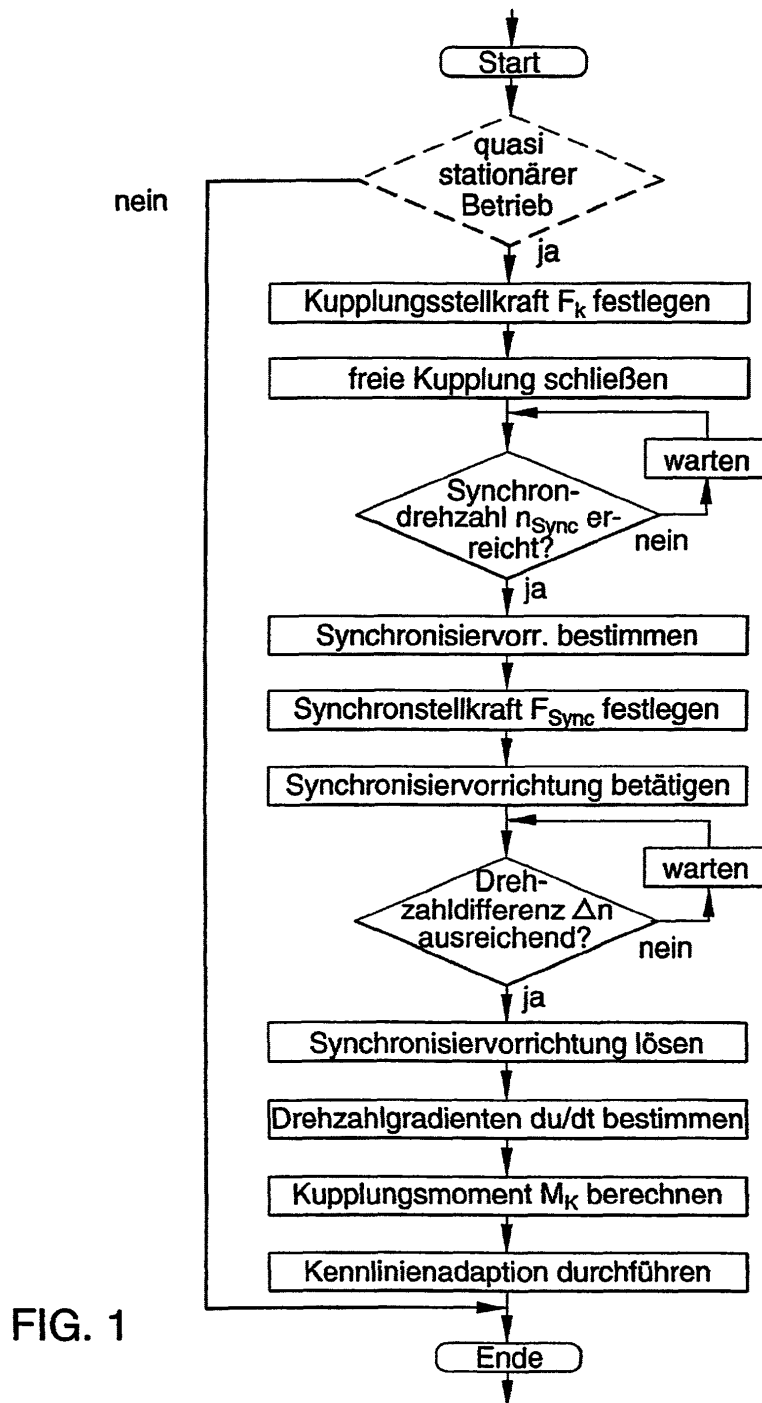 Start
quasi
stationärer
Betrieb
nein
ja
Kupplungsstellkraft Fk festlegen
freie Kupplung schließen
warten
Synchron-
drehzahl nSync er-
reicht?
nein
ja
Synchronisiervorr. bestimmen
Synchronstellkraft FSync festlegen
Synchronisiervorrichtung betätigen
warten
Dreh-
zahldifferenz Δn
ausreichend?
nein
ja
Synchronisiervorrichtung lösen
Drehzahlgradienten du/dt bestimmen
Kupplungsmoment MK berechnen
Kennlinienadaption durchführen
FIG. 1
Ende